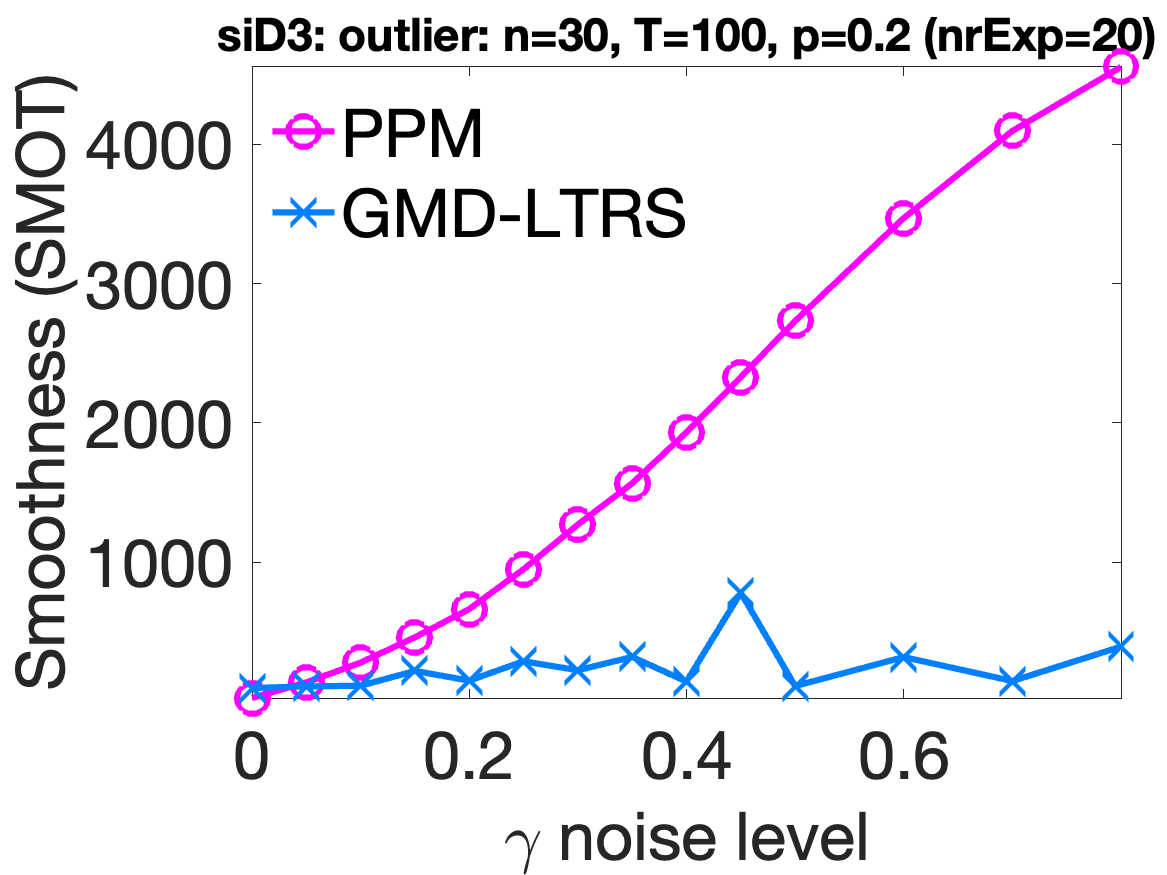 siD3: outlier: n=30, T=100, p=0.2 (nrExp=20)
Smoothness (SMOT)
4000
3000
2000
1000
PPM
GMD-LTRS
0 0.2 0.4 0.6
γ noise level